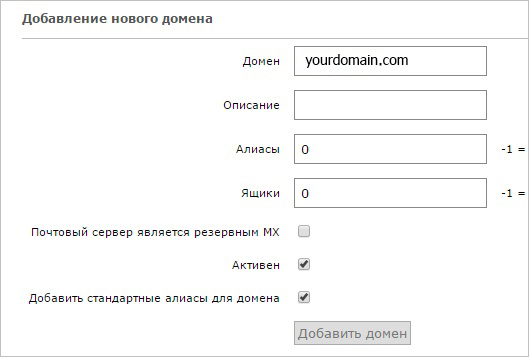 Добавление нового домена
Домен yourdomain.com
Описание
Алиасы 0 -1 =
Ящики 0 -1 =
Почтовый сервер является резервным MX
Активен
Добавить стандартные алиасы для домена
Добавить домен